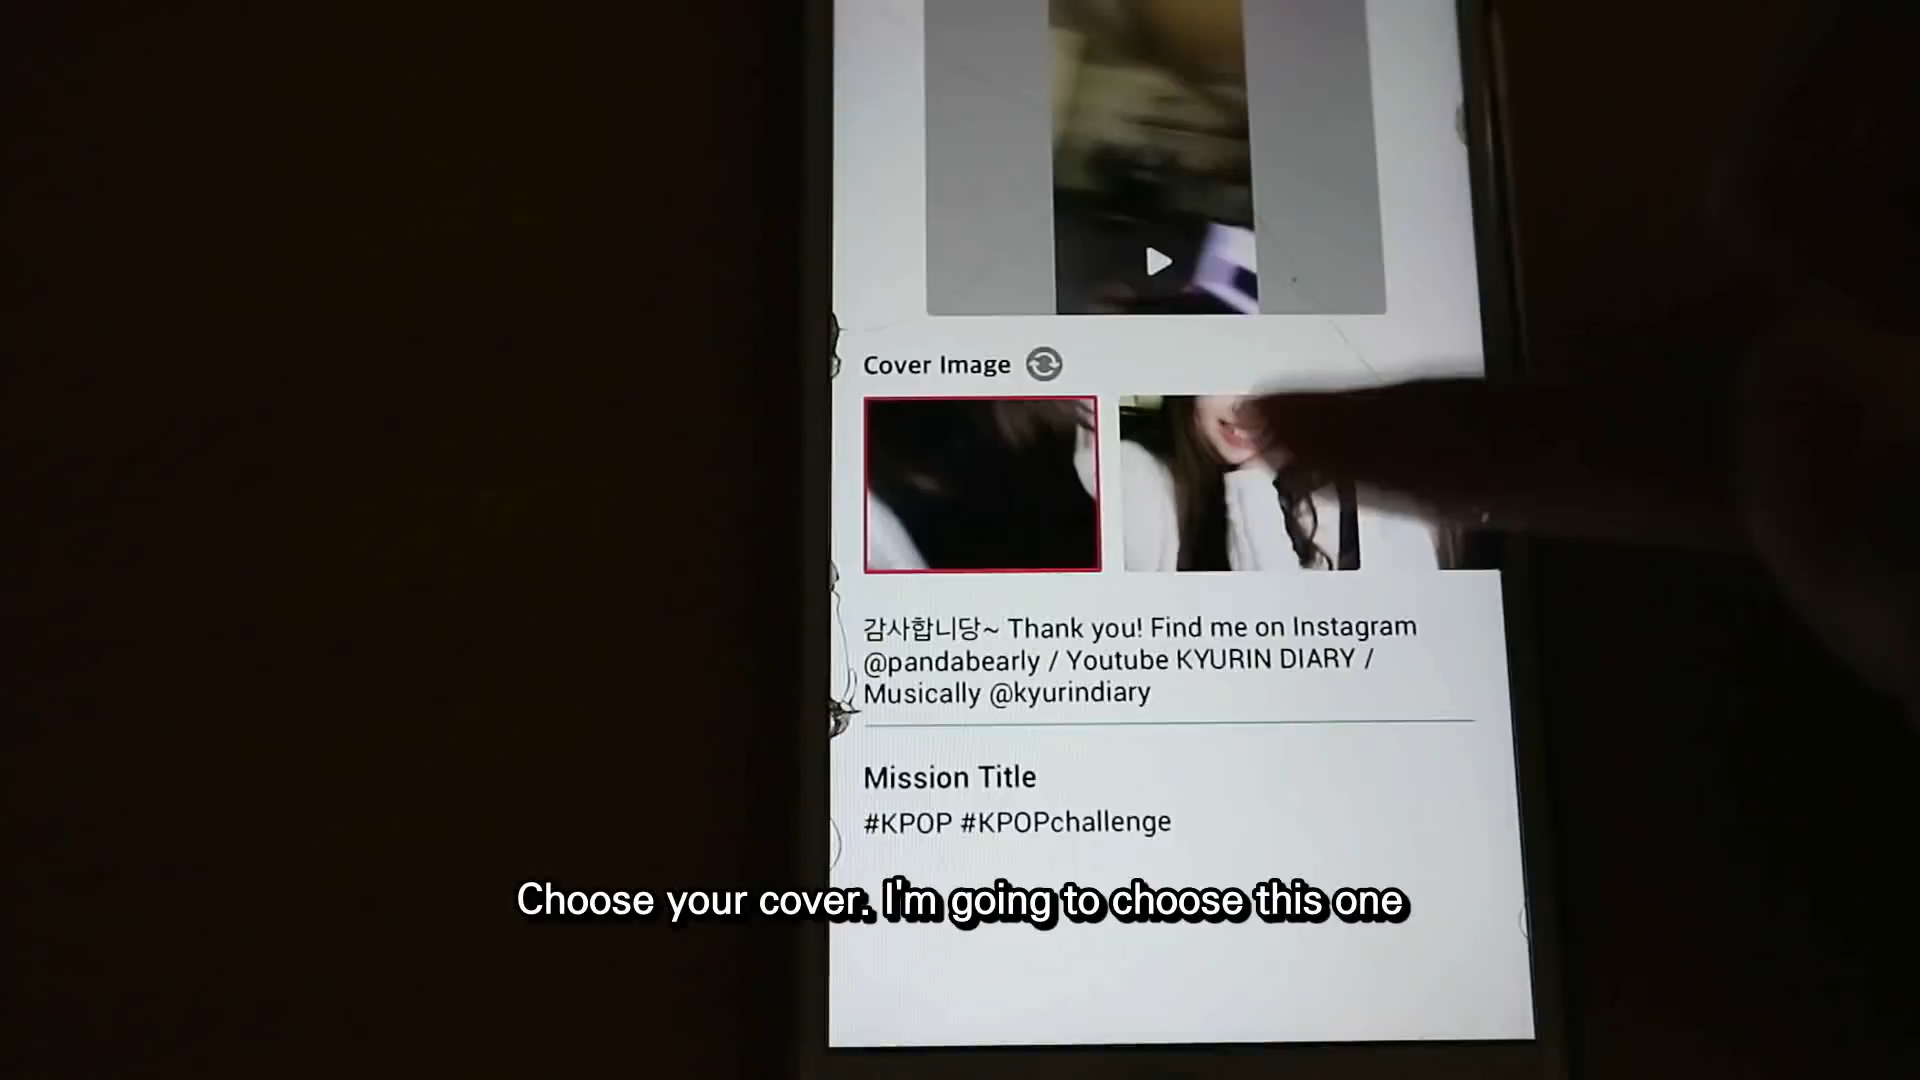 Cover Image
감사합니당~ Thank you! Find me on Instagram
@pandabearly / Youtube KYURIN DIARY /
Musically @kyurindiary
Mission Title
#KPOP #KPOPchallenge
Choose your cover. I'm going to choose this one